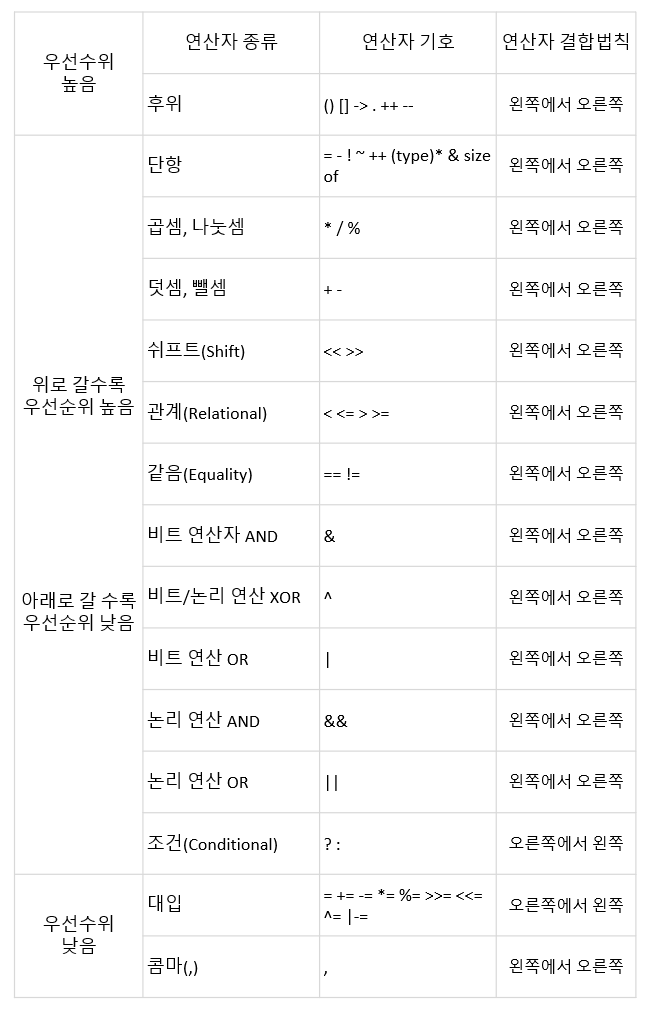 우선수위
높음
연산자 종류
연산자 기호
연산자 결합법칙
후위
() [] -> . ++ --
왼쪽에서 오른쪽
위로 갈수록
우선순위 높음
아래로 갈 수록
우선순위 낮음
단항
= - ! ~ ++ (type)* & size
of
왼쪽에서 오른쪽
곱셈, 나눗셈
* / %
왼쪽에서 오른쪽
덧셈, 뺄셈
+ -
왼쪽에서 오른쪽
쉬프트(Shift)
<< >>
왼쪽에서 오른쪽
관계(Relational)
< <= > >=
왼쪽에서 오른쪽
같음(Equality)
== !=
왼쪽에서 오른쪽
비트 연산자 AND
&
왼쪽에서 오른쪽
비트/논리 연산 XOR
^
왼쪽에서 오른쪽
비트 연산 OR
|
왼쪽에서 오른쪽
논리 연산 AND
&&
왼쪽에서 오른쪽
논리 연산 OR
||
왼쪽에서 오른쪽
조건(Conditional)
? :
오른쪽에서 왼쪽
우선수위
낮음
대입
= += -= *= %= >>= <<=
^= |-=
오른쪽에서 왼쪽
콤마(,)
,
왼쪽에서 오른쪽